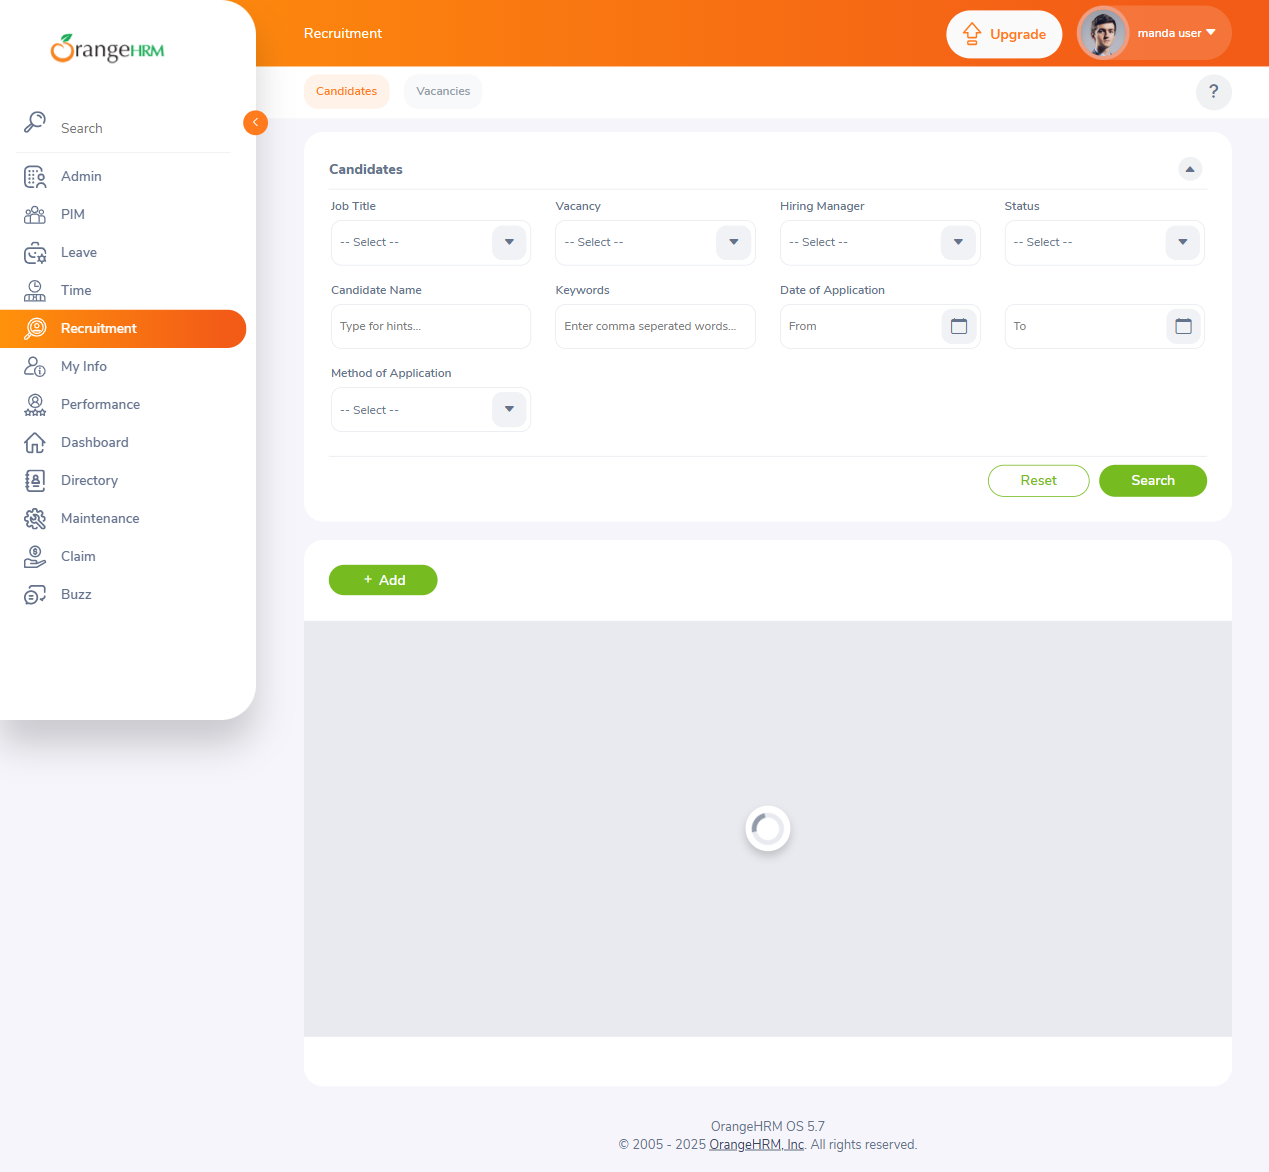 OrangeHRM
Recruitment
Upgrade
manda user
Candidates
Vacancies
?
Search
Admin
PIM
Leave
Time
Recruitment
My Info
Performance
Dashboard
Directory
Maintenance
Claim
Buzz
Candidates
Job Title
Vacancy
Hiring Manager
Status
-- Select --
-- Select --
-- Select --
-- Select --
Candidate Name
Keywords
Date of Application
Type for hints...
Enter comma seperated words...
From
To
Method of Application
-- Select --
Reset
Search
+ Add
OrangeHRM OS 5.7
© 2005 - 2025 OrangeHRM, Inc. All rights reserved.